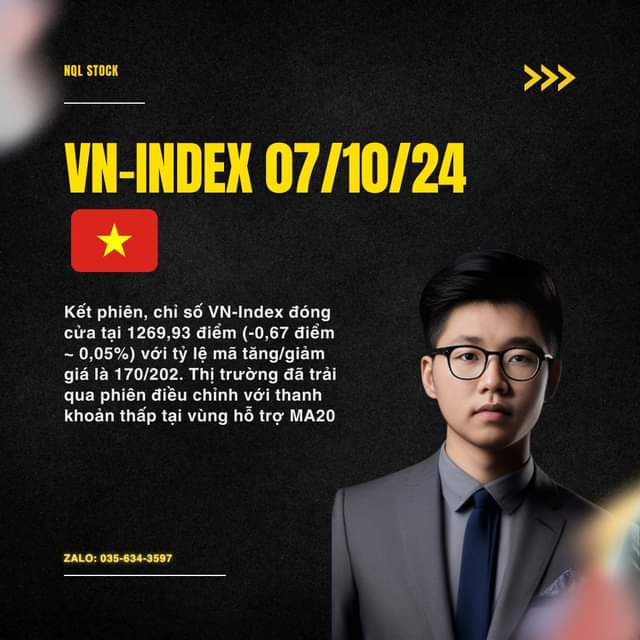 NQL STOCK
VN-INDEX 07/10/24
Kết phiên, chỉ số VN-Index đóng
cửa tại 1269,93 điểm (-0,67 điểm
~ 0,05%) với tỷ lệ mã tăng/giảm
giá là 170/202. Thị trường đã trải
qua phiên điều chỉnh với thanh
khoản thấp tại vùng hỗ trợ MA20
ZALO: 035-634-3597